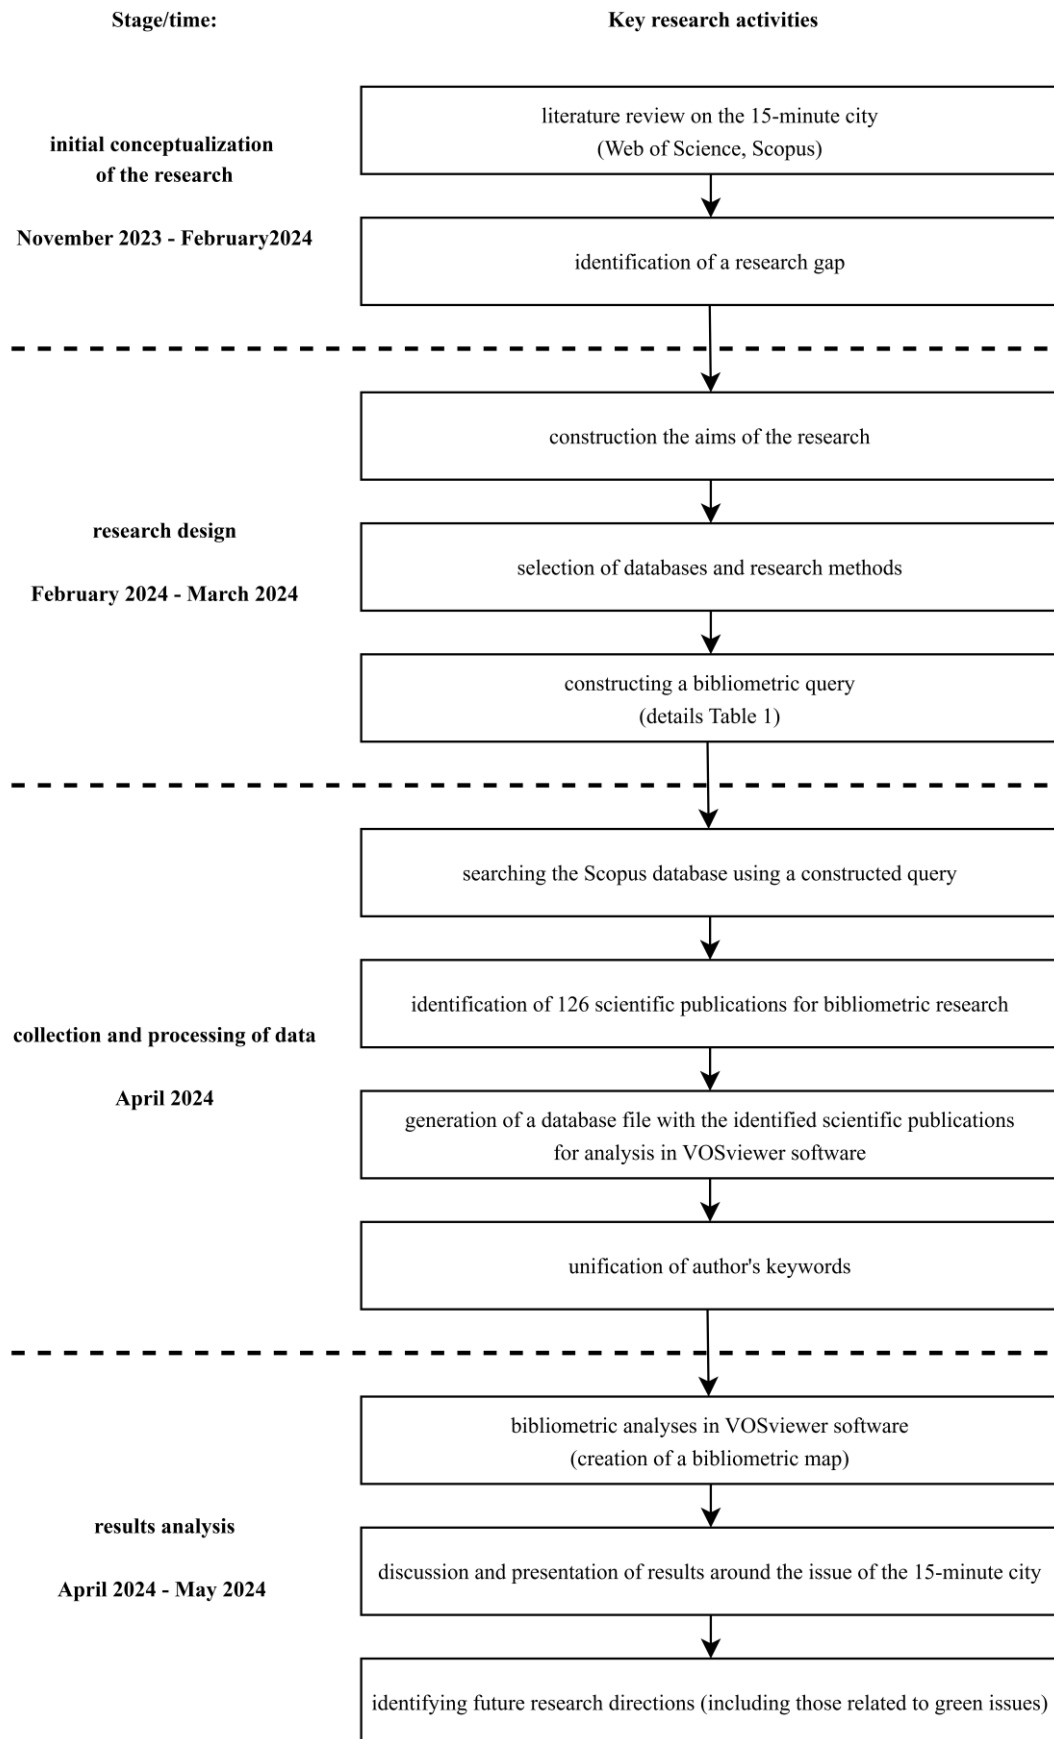 Stage/time:
Key research activities
initial conceptualization
of the research
November 2023 - February2024
literature review on the 15-minute city
(Web of Science, Scopus)
identification of a research gap
research design
February 2024 - March 2024
construction the aims of the research
selection of databases and research methods
constructing a bibliometric query
(details Table 1)
collection and processing of data
April 2024
searching the Scopus database using a constructed query
identification of 126 scientific publications for bibliometric research
generation of a database file with the identified scientific publications
for analysis in VOSviewer software
unification of author's keywords
results analysis
April 2024 - May 2024
bibliometric analyses in VOSviewer software
(creation of a bibliometric map)
discussion and presentation of results around the issue of the 15-minute city
identifying future research directions (including those related to green issues)